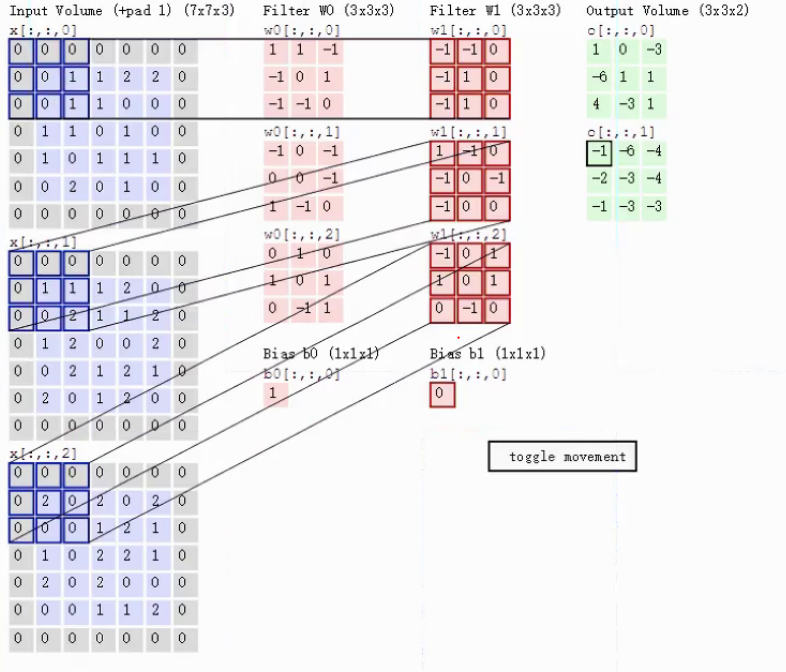 Input Volume (+pad 1) (7x7x3)
x[:,:,0]
0 0 0 0 0 0 0
0 0 1 1 2 2 0
0 0 1 1 0 0 0
0 1 1 0 1 0 0
0 1 0 1 1 1 0
0 0 2 0 1 0 0
0 0 0 0 0 0 0
x[:,:,1]
0 0 0 0 0 0 0
0 1 1 1 2 0 0
0 0 2 1 1 2 0
0 1 2 0 0 2 0
0 0 2 1 2 1 0
0 2 0 1 2 0 0
0 0 0 0 0 0 0
x[:,:,2]
0 0 0 0 0 0 0
0 2 0 2 0 2 0
0 0 0 1 2 1 0
0 1 0 2 2 1 0
0 2 0 2 0 0 0
0 0 0 1 1 2 0
0 0 0 0 0 0 0
Filter W0 (3x3x3)
w0[:,:,0]
1 1 -1
-1 0 1
-1 -1 0
w0[:,:,1]
-1 0 -1
0 0 -1
1 -1 0
w0[:,:,2]
0 1 0
1 0 1
0 -1 1
Bias b0 (1x1x1)
b0[:,:,0]
1
Filter W1 (3x3x3)
w1[:,:,0]
-1 -1 0
-1 1 0
-1 1 0
w1[:,:,1]
1 -1 0
-1 0 -1
-1 0 0
w1[:,:,2]
-1 0 1
1 0 1
0 -1 0
Bias b1 (1x1x1)
b1[:,:,0]
0
Output Volume (3x3x2)
o[:,:,0]
1 0 -3
-6 1 1
4 -3 1
o[:,:,1]
-1 -6 -4
-2 -3 -4
-1 -3 -3
toggle movement